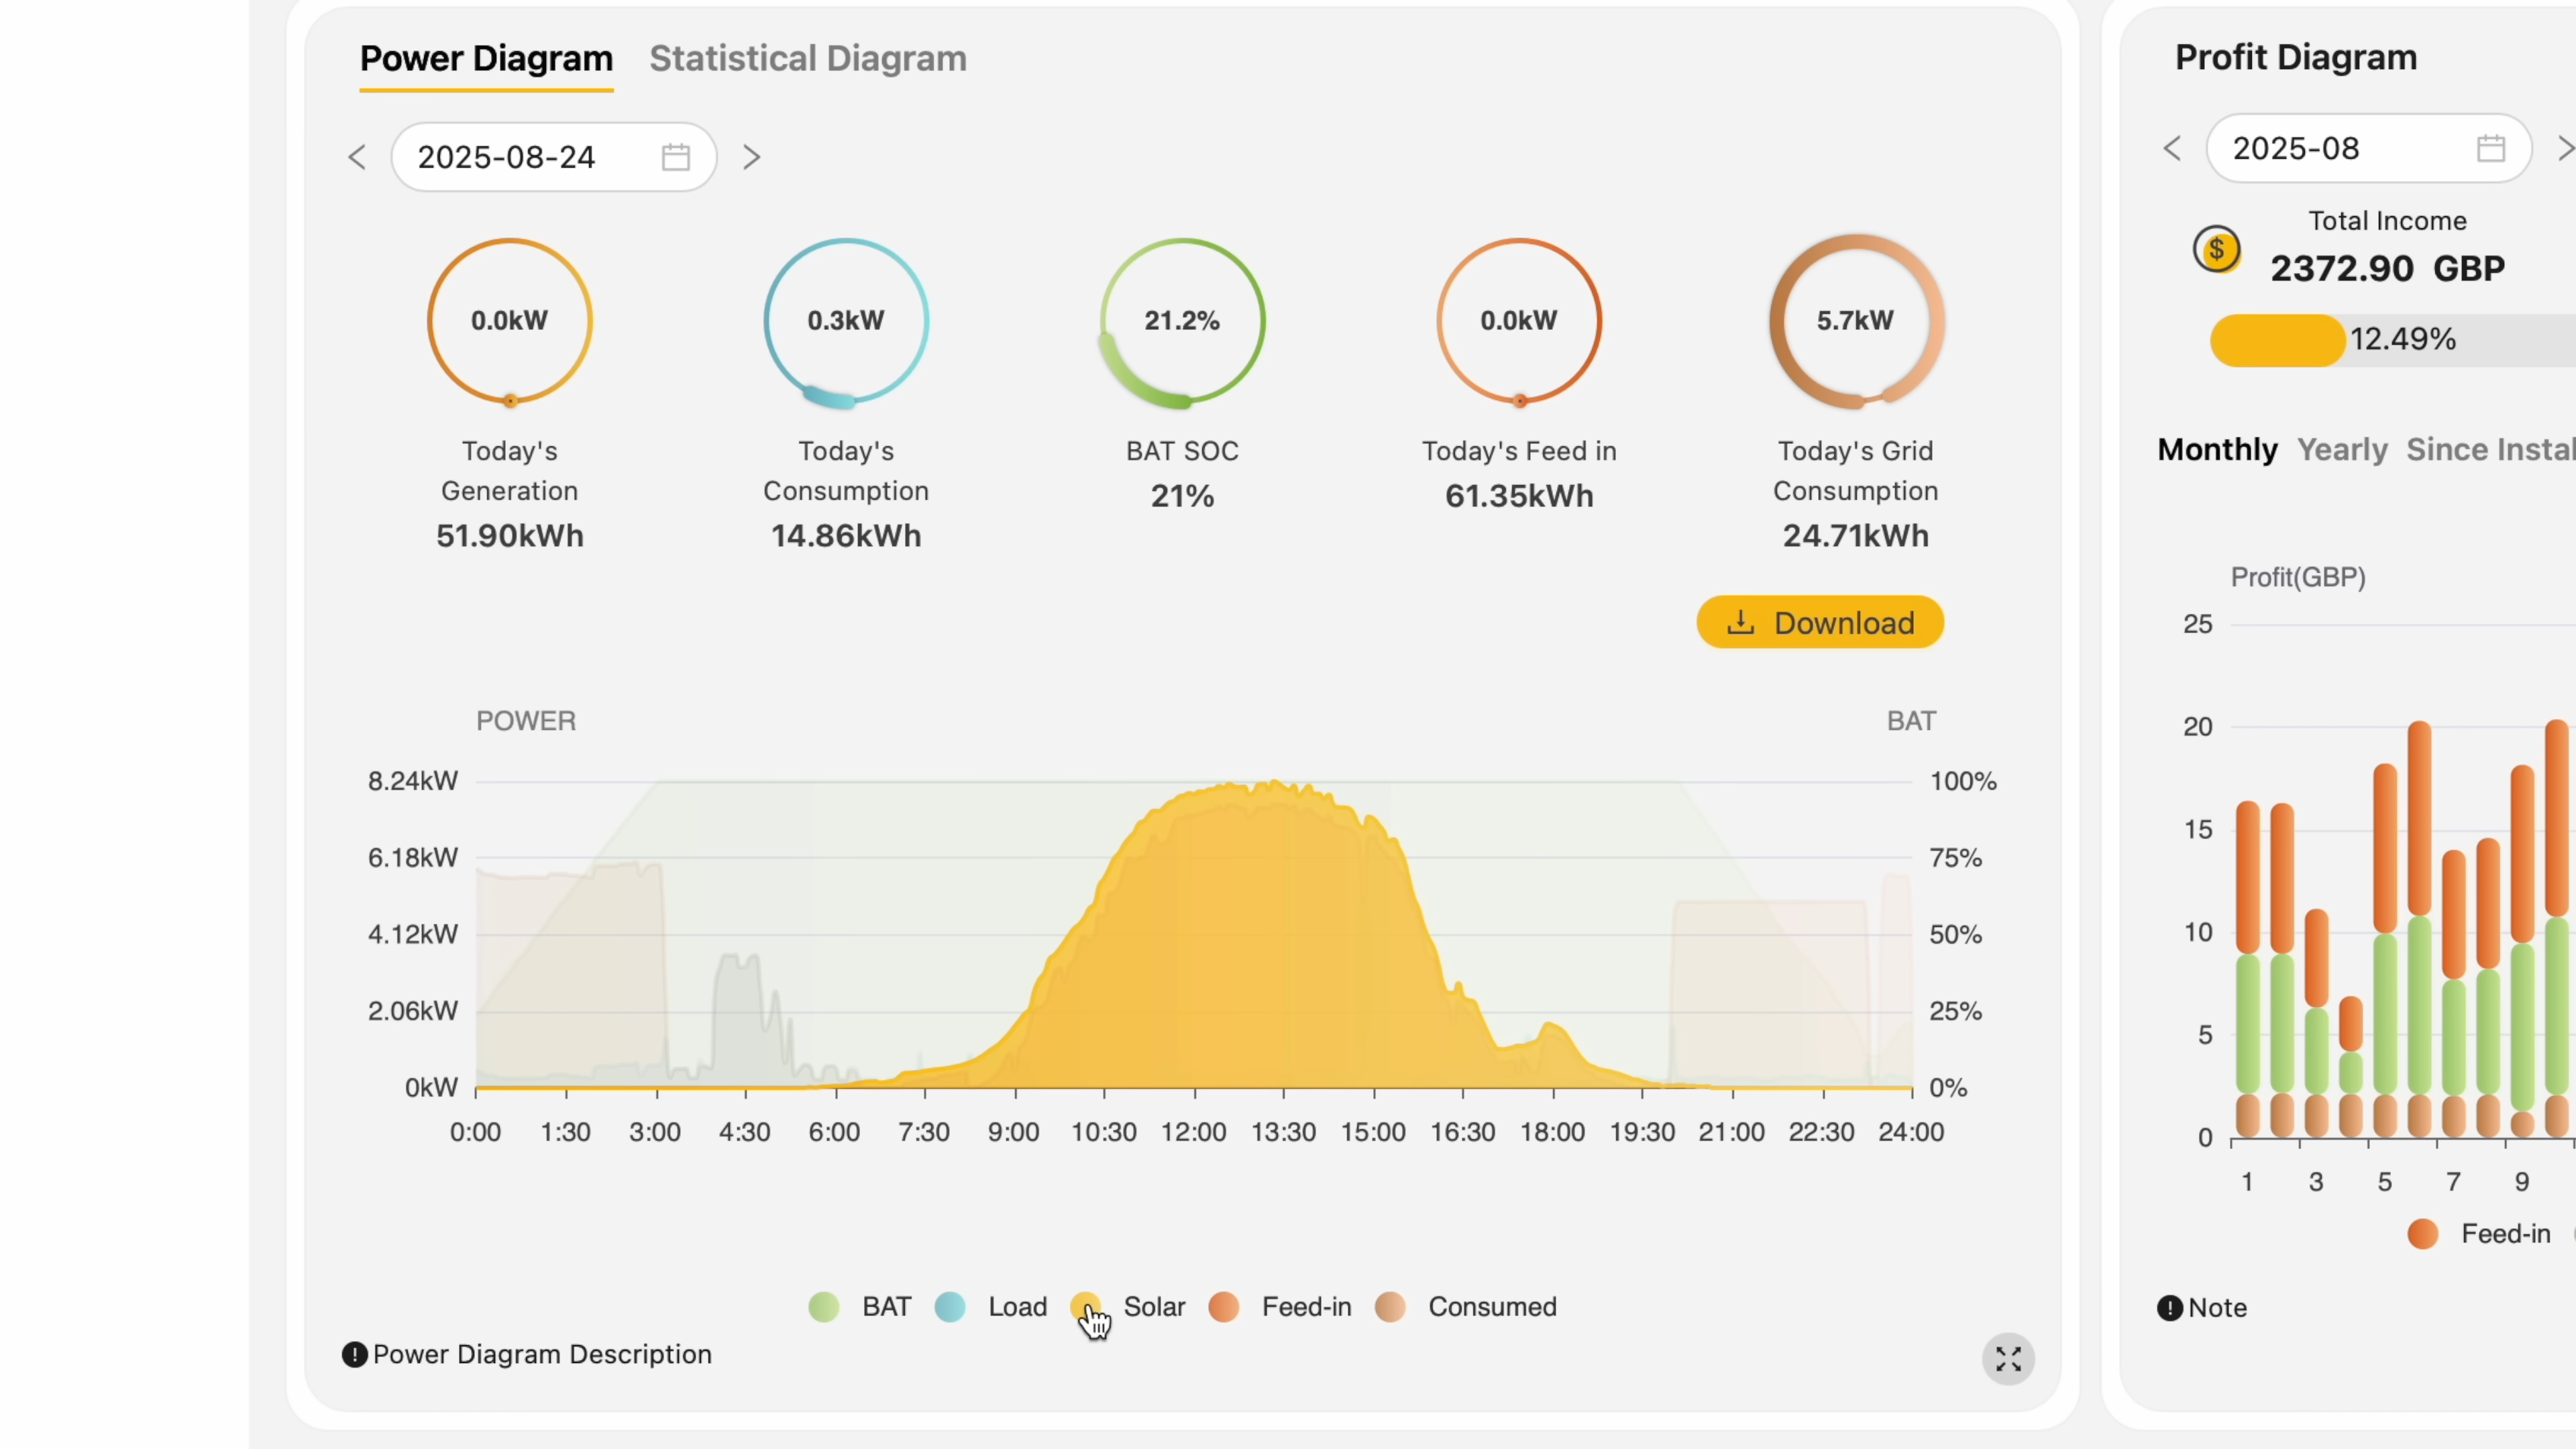 Power Diagram Statistical Diagram
2025-08-24
0.0kW 0.3kW 21.2% 0.0kW 5.7kW
Today's Generation 51.90kWh
Today's Consumption 14.86kWh
BAT SOC 21%
Today's Feed in 61.35kWh
Today's Grid Consumption 24.71kWh
Download
POWER BAT
8.24kW 100%
6.18kW 75%
4.12kW 50%
2.06kW 25%
0kW 0%
0:00 1:30 3:00 4:30 6:00 7:30 9:00 10:30 12:00 13:30 15:00 16:30 18:00 19:30 21:00 22:30 24:00
BAT Load Solar Feed-in Consumed
Power Diagram Description
Profit Diagram
2025-08
$
Total Income
2372.90 GBP
12.49%
Monthly Yearly Since Instal
Profit(GBP)
25
20
15
10
5
0
1 3 5 7 9
Feed-in
Note